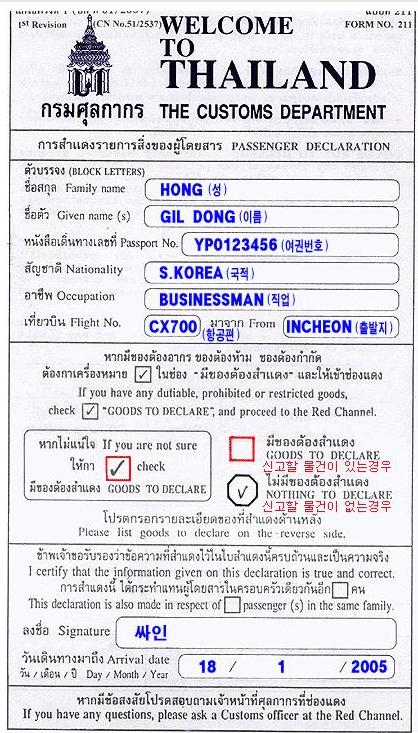 1st Revision (CN No.51/2537) WELCOME แบบที่ 211
FORM NO. 211
TO
THAILAND
กรมศุลกากร THE CUSTOMS DEPARTMENT
การสำแดงรายการสิ่งของผู้โดยสาร PASSENGER DECLARATION
ตัวบรรจง (BLOCK LETTERS)
ชื่อสกุล Family name HONG (성)
ชื่อตัว Given name (s) GIL DONG (이름)
หนังสือเดินทางเลขที่ Passport No. YP0123456 (여권번호)
สัญชาติ Nationality S.KOREA (국적)
อาชีพ Occupation BUSINESSMAN (직업)
เที่ยวบิน Flight No. CX700 (항공편) มาจาก From INCHEON (출발지)
หากมีของต้องอากร ของต้องห้าม ของต้องกำกัด
ต้องกาเครื่องหมาย ✓ ในช่อง "มีของต้องสำแดง" และให้เข้าช่องแดง
If you have any dutiable, prohibited or restricted goods,
check ✓ "GOODS TO DECLARE", and proceed to the Red Channel.
หากไม่แน่ใจ If you are not sure
ให้กา ✓ check
มีของต้องสำแดง GOODS TO DECLARE
มีของต้องสำแดง
GOODS TO DECLARE
신고할 물건이 있는경우
✓ ไม่มีของต้องสำแดง
NOTHING TO DECLARE
신고할 물건이 없는경우
โปรดกรอกรายละเอียดของที่สำแดงด้านหลัง
Please list goods to declare on the reverse side.
ข้าพเจ้าขอรับรองว่าข้อความที่สำแดงไว้ในใบสำแดงนี้ครบถ้วนและเป็นความจริง
I certify that the information given on this declaration is true and correct.
การสำแดงนี้ ได้กระทำแทนผู้โดยสารในครอบครัวเดียวกันอีก คน
This declaration is also made in respect of passenger (s) in the same family.
ลงชื่อ Signature 싸인
วันเดินทางมาถึง Arrival date
วัน / เดือน / ปี Day / Month / Year 18 / 1 / 2005
หากมีข้อสงสัยโปรดสอบถามเจ้าหน้าที่ศุลกากรที่ช่องแดง
If you have any questions, please ask a Customs officer at the Red Channel.